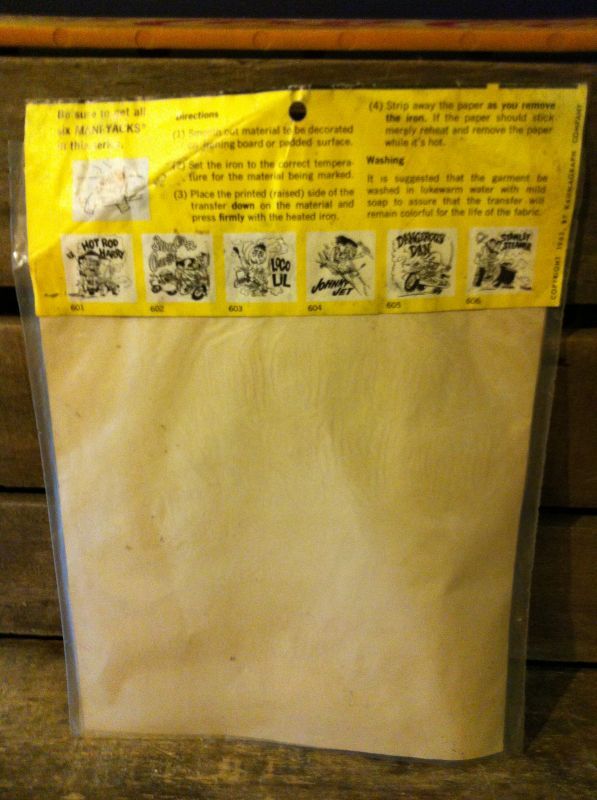 Be sure to get all
six MANI-YACKS®
in this series.
Directions
(1) Smooth out material to be decorated
on ironing board or padded surface.
(2) Set the iron to the correct tempera-
ture for the material being marked.
(3) Place the printed (raised) side of the
transfer down on the material and
press firmly with the heated iron.
(4) Strip away the paper as you remove
the iron. If the paper should stick
merely reheat and remove the paper
while it's hot.
Washing
It is suggested that the garment be
washed in lukewarm water with mild
soap to assure that the transfer will
remain colorful for the life of the fabric.
HOT ROD
HARRY
LOCO
LIL
JOHNNY
JET
DANGEROUS
DAN
STANLEY
STEAMER
601
602
603
604
605
606
COPYRIGHT BY KAUMAGRAPH COMPANY